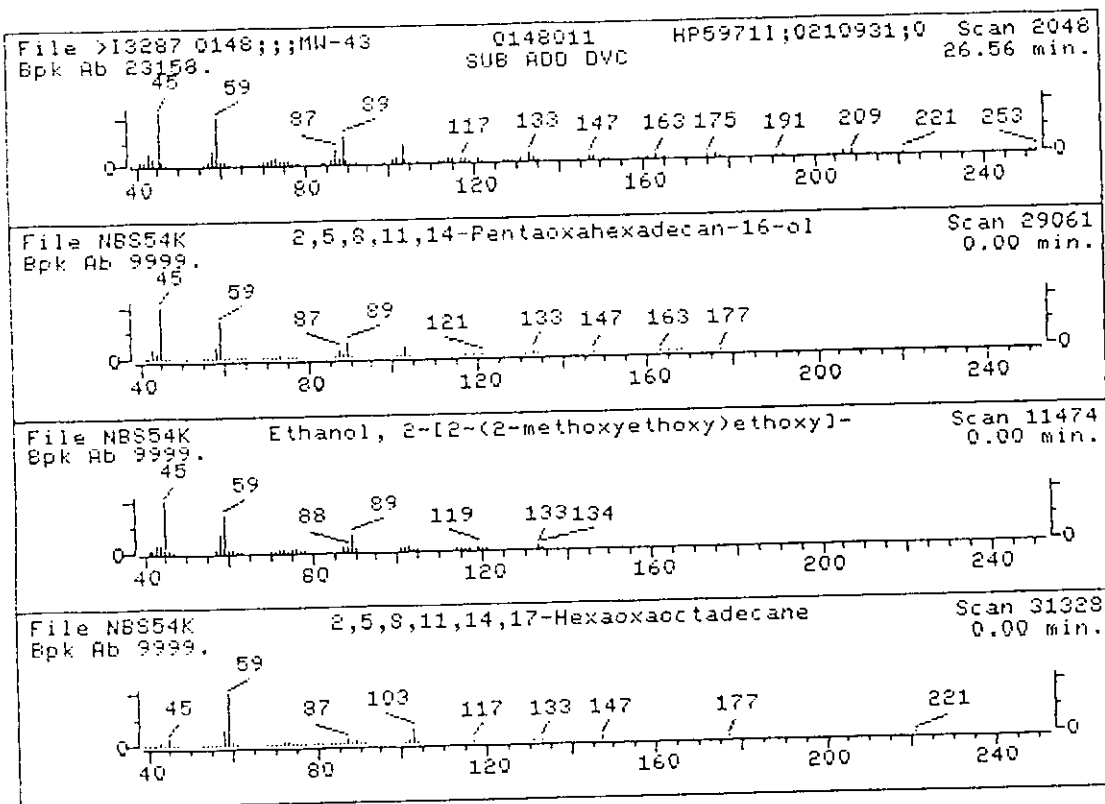 File >I3287 0148;;;MW-43 0148011 HP5971I;0210931;0 Scan 2048
Bpk Ab 23158. SUB ADD DVC 26.56 min.
45 59 87 89 117 133 147 163 175 191 209 221 253
0 0
40 80 120 160 200 240
File NBS54K 2,5,8,11,14-Pentaoxahexadecan-16-ol Scan 29061
Bpk Ab 9999. 0.00 min.
45 59 87 89 121 133 147 163 177
0 0
40 80 120 160 200 240
File NBS54K Ethanol, 2-[2-(2-methoxyethoxy)ethoxy]- Scan 11474
Bpk Ab 9999. 0.00 min.
45 59 88 89 119 133 134
0 0
40 80 120 160 200 240
File NBS54K 2,5,8,11,14,17-Hexaoxaoctadecane Scan 31328
Bpk Ab 9999. 0.00 min.
45 59 87 103 117 133 147 177 221
0 0
40 80 120 160 200 240